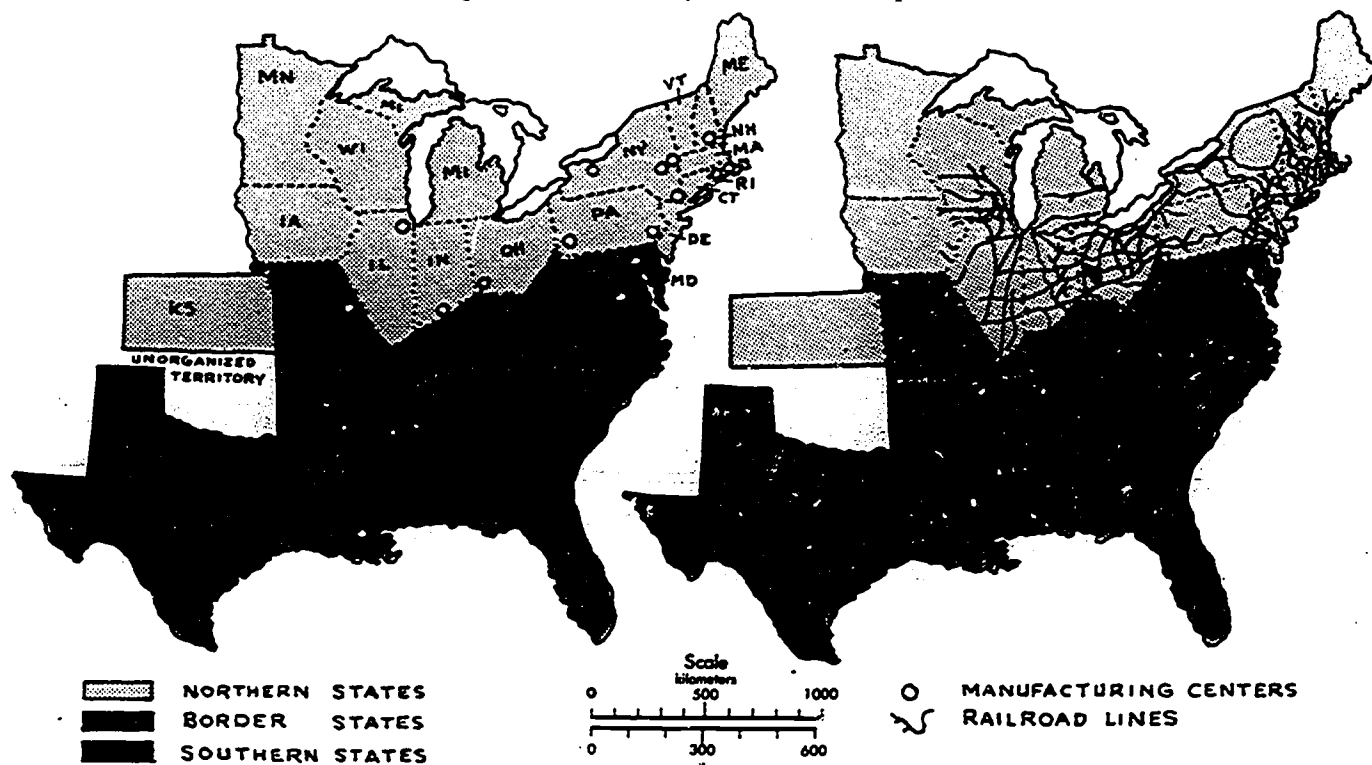 MN
WI
MI
MI
IA
IL
IN
OH
KS
UNORGANIZED
TERRITORY
VT
ME
NH
MA
NY
RI
CT
PA
DE
MD
NORTHERN STATES
BORDER STATES
SOUTHERN STATES
Scale
kilometers
0 500 1000
0 300 600
MANUFACTURING CENTERS
RAILROAD LINES